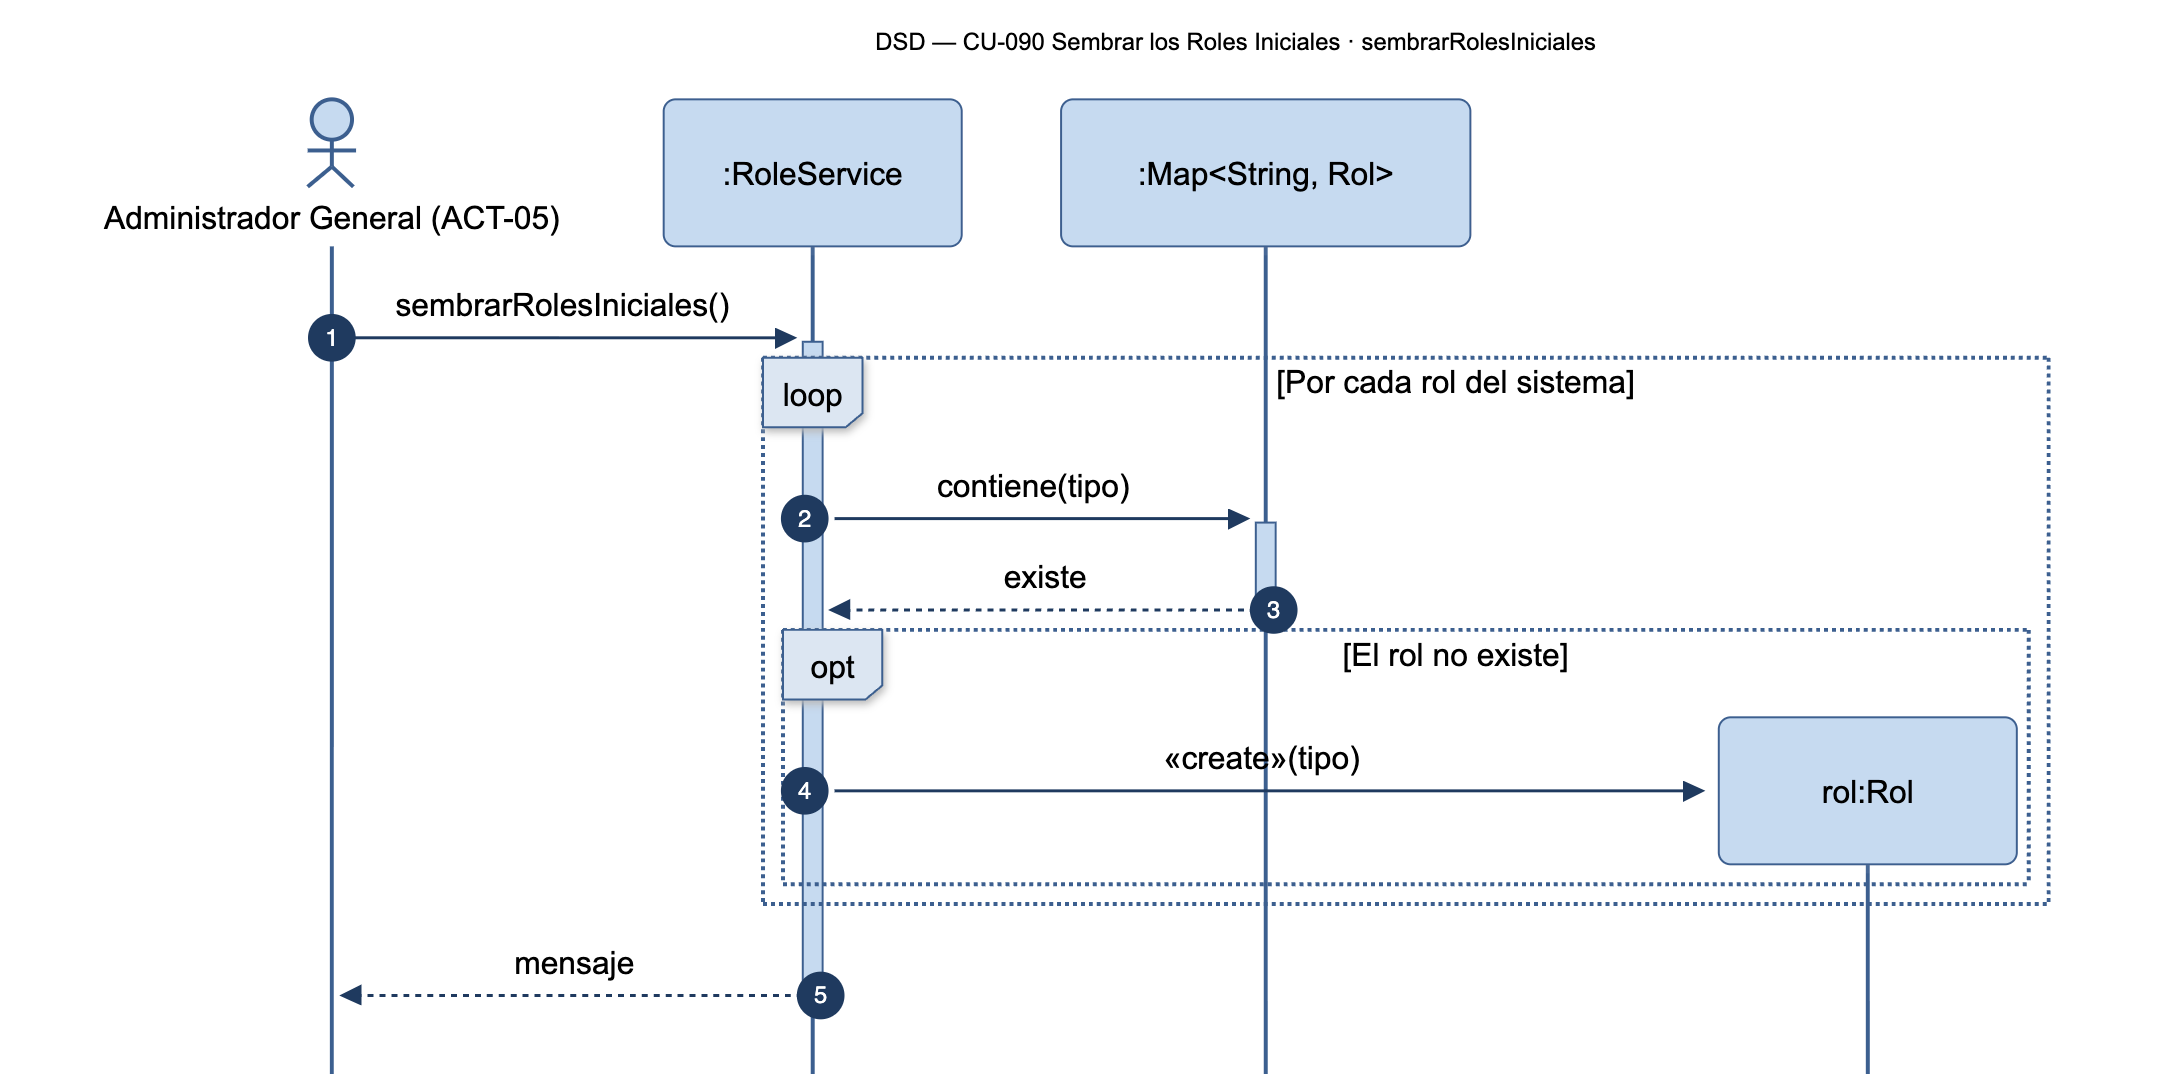 DSD — CU-090 Sembrar los Roles Iniciales · sembrarRolesIniciales
:RoleService
:Map<String, Rol>
Administrador General (ACT-05)
sembrarRolesIniciales()
1
loop
[Por cada rol del sistema]
contiene(tipo)
2
existe
3
opt
[El rol no existe]
«create»(tipo)
4
rol:Rol
mensaje
5